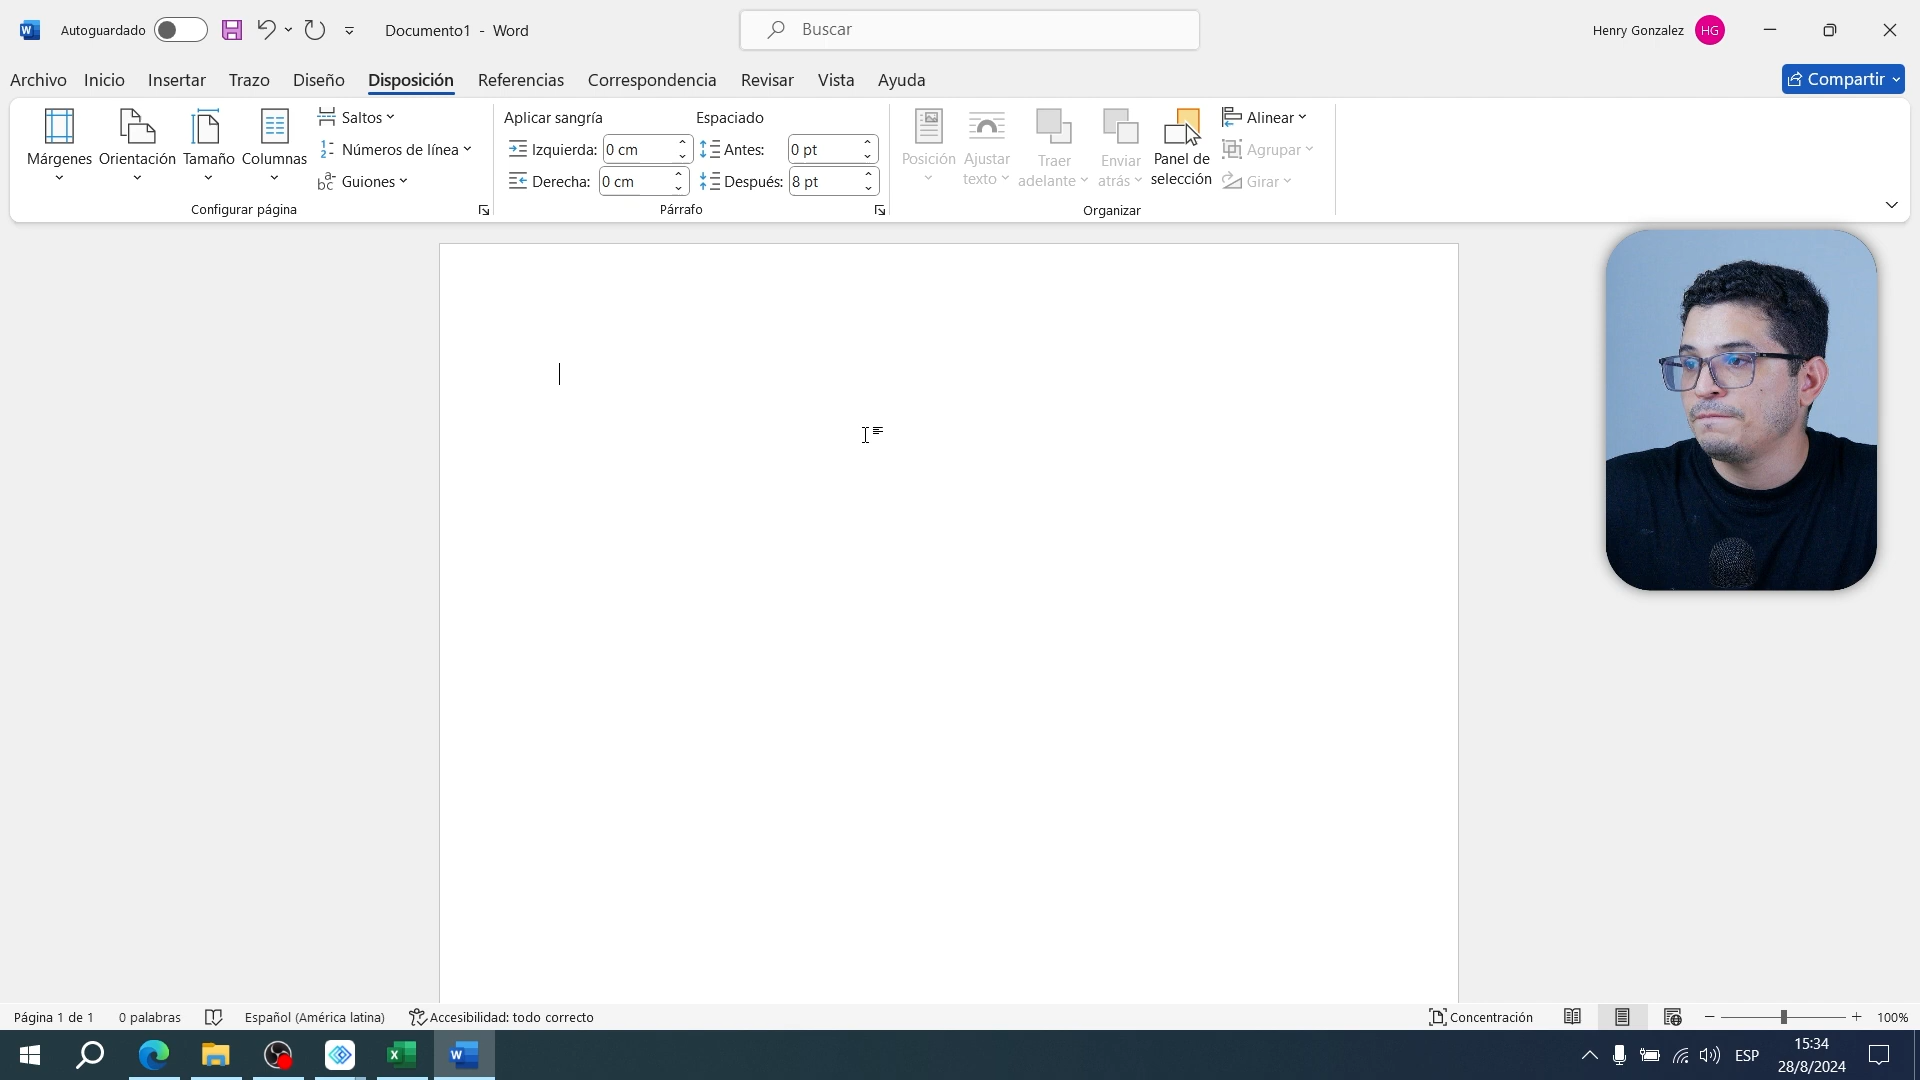 Autoguardado
Documento1 - Word
Buscar
Henry Gonzalez
HG
Archivo Inicio Insertar Trazo Diseño Disposición Referencias Correspondencia Revisar Vista Ayuda
Compartir
Márgenes
Orientación
Tamaño
Columnas
Saltos
Números de línea
Guiones
Configurar página
Aplicar sangría
Izquierda: 0 cm
Derecha: 0 cm
Espaciado
Antes: 0 pt
Después: 8 pt
Párrafo
Posición
Ajustar
texto
Traer
adelante
Enviar
atrás
Panel de
selección
Alinear
Agrupar
Girar
Organizar
Página 1 de 1 0 palabras Español (América latina) Accesibilidad: todo correcto
Concentración
100%
ESP
15:34
28/8/2024